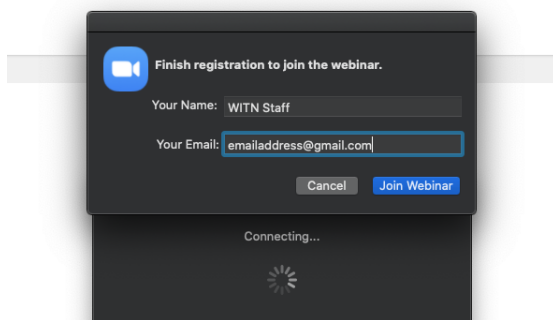 Finish registration to join the webinar.
Your Name: WITN Staff
Your Email: emailaddress@gmail.com
Cancel Join Webinar
Connecting...